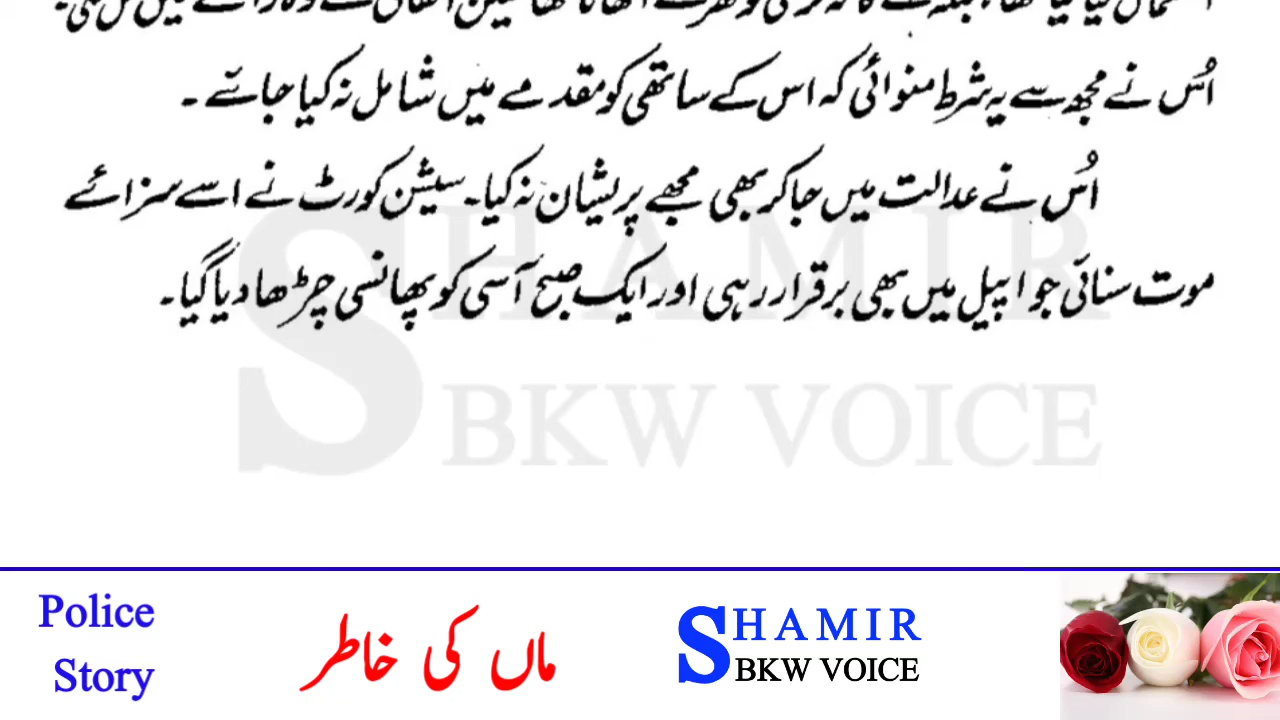 اُس نے مجھ سے یہ شرط منوائی کہ اس کے ساتھی کو مقدمے میں شامل نہ کیا جائے ۔
اُس نے عدالت میں جا کر بھی مجھے پریشان نہ کیا۔ سیشن کورٹ نے اسے سزائے
موت سنائی جو اپیل میں بھی برقرار رہی اور ایک صبح آسی کو پھانسی چڑھا دیا گیا۔
SHAMIR
SBKW VOICE
Police
Story
ماں کی خاطر
SHAMIR
BKW VOICE